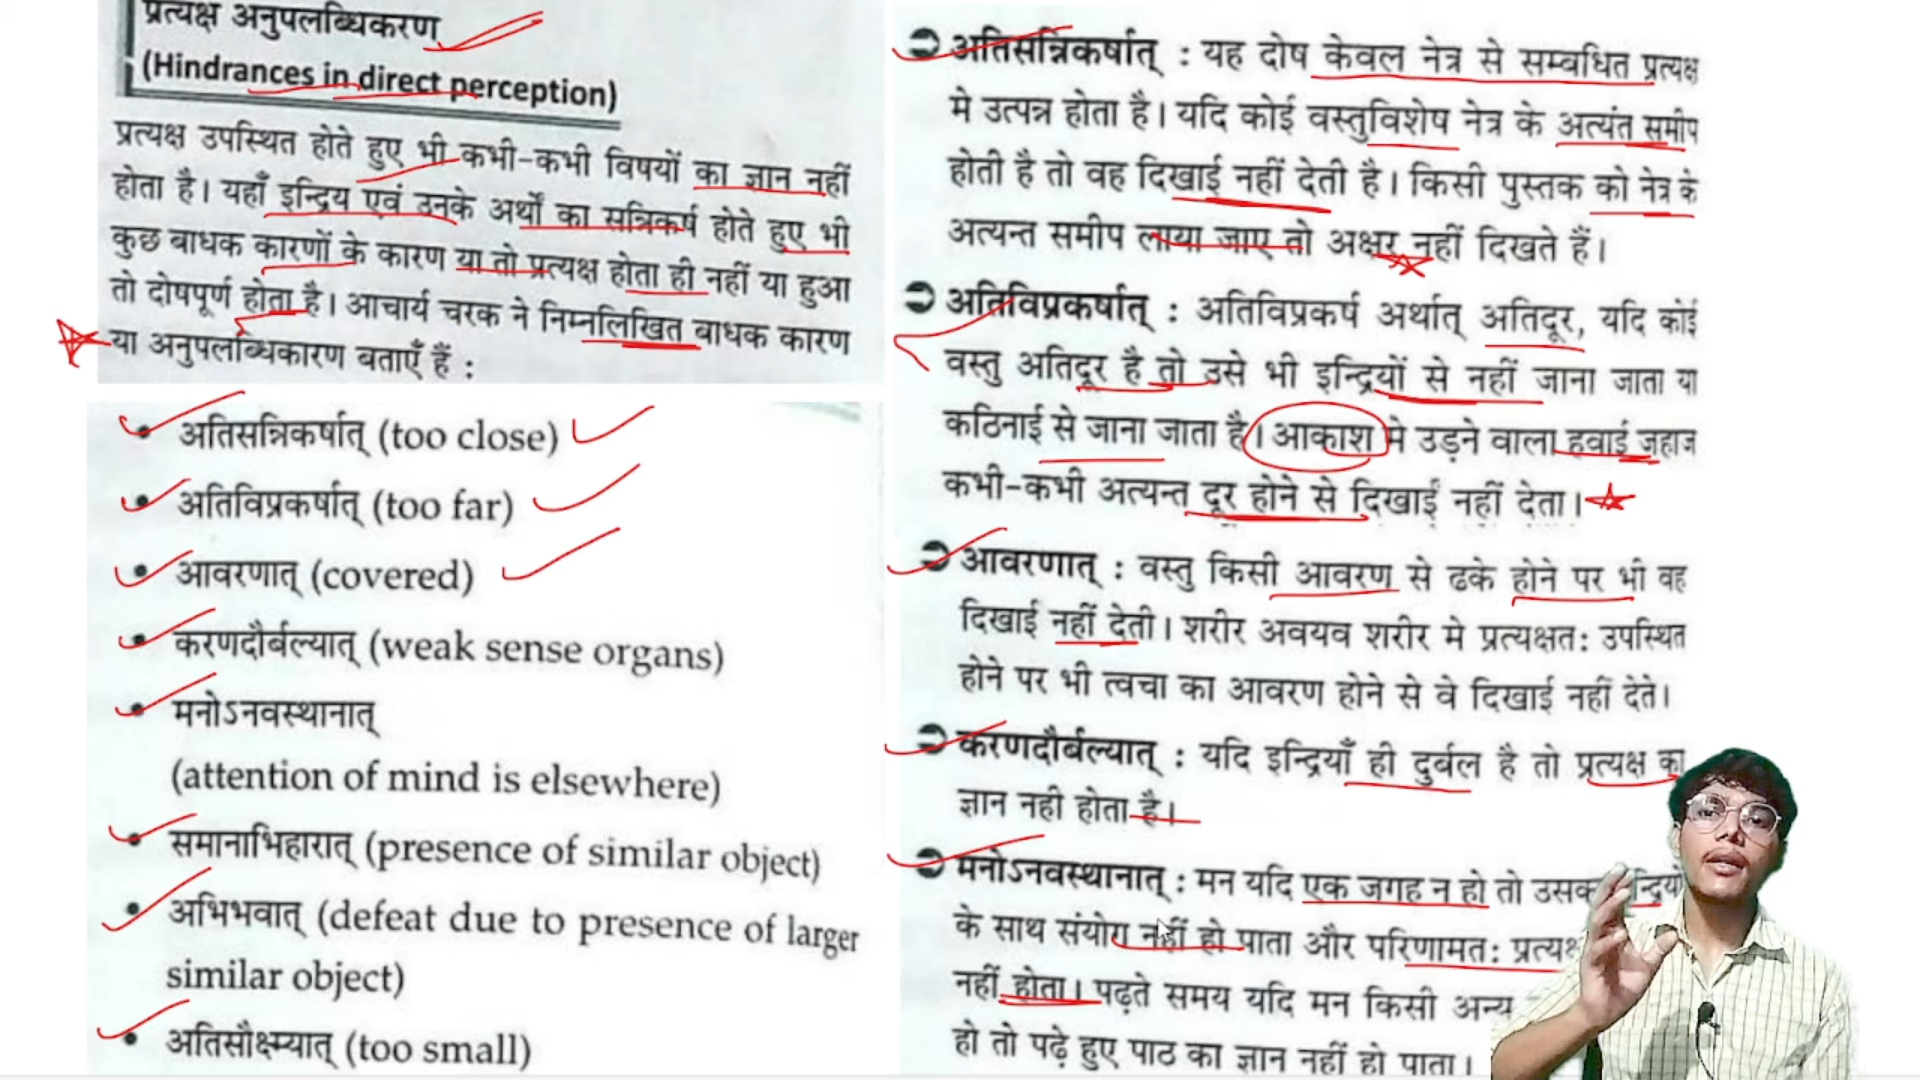 प्रत्यक्ष अनुपलब्धिकरण
(Hindrances in direct perception)
प्रत्यक्ष उपस्थित होते हुए भी कभी-कभी विषयों का ज्ञान नहीं
होता है। यहाँ इन्द्रिय एवं उनके अर्थों का सन्निकर्ष होते हुए भी
कुछ बाधक कारणों के कारण या तो प्रत्यक्ष होता ही नहीं या हुआ
तो दोषपूर्ण होता है। आचार्य चरक ने निम्नलिखित बाधक कारण
या अनुपलब्धिकारण बताएँ हैं :
• अतिसन्निकर्षात् (too close)
• अतिविप्रकर्षात् (too far)
• आवरणात् (covered)
• करणदौर्बल्यात् (weak sense organs)
• मनोऽनवस्थानात्
(attention of mind is elsewhere)
• समानाभिहारात् (presence of similar object)
• अभिभवात् (defeat due to presence of larger
similar object)
• अतिसौक्ष्म्यात् (too small)
अतिसन्निकर्षात् : यह दोष केवल नेत्र से सम्बधित प्रत्यक्ष
मे उत्पन्न होता है। यदि कोई वस्तुविशेष नेत्र के अत्यंत समीप
होती है तो वह दिखाई नहीं देती है। किसी पुस्तक को नेत्र के
अत्यन्त समीप लाया जाए तो अक्षर नहीं दिखते हैं।
अतिविप्रकर्षात् : अतिविप्रकर्ष अर्थात् अतिदूर, यदि कोई
वस्तु अतिदूर है तो उसे भी इन्द्रियों से नहीं जाना जाता या
कठिनाई से जाना जाता है। आकाश मे उड़ने वाला हवाई जहाज
कभी-कभी अत्यन्त दूर होने से दिखाई नहीं देता।
आवरणात् : वस्तु किसी आवरण से ढके होने पर भी वह
दिखाई नहीं देती। शरीर अवयव शरीर मे प्रत्यक्षतः उपस्थित
होने पर भी त्वचा का आवरण होने से वे दिखाई नहीं देते।
करणदौर्बल्यात् : यदि इन्द्रियाँ ही दुर्बल है तो प्रत्यक्ष का
ज्ञान नही होता है।
मनोऽनवस्थानात् : मन यदि एक जगह न हो तो
के साथ संयोग नहीं हो पाता और परिणामतः
नहीं होता। पढ़ते समय यदि मन किसी अन्य
हो तो पढ़े हुए पाठ का ज्ञान नहीं हो पाता।